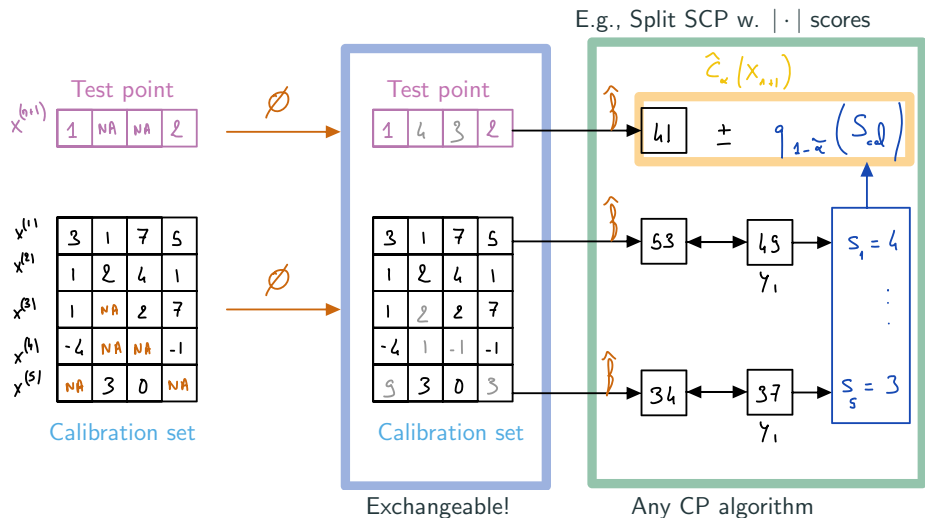 E.g., Split SCP w. | · | scores
Ĉ_α(X_{n+1})
Test point
x^(n+1) 1 NA NA 2
ϕ
Test point
1 4 3 2
f̂
41 ± q_{1-α̃}(S_cal)
x^(1) 3 1 7 5
x^(2) 1 2 4 1
x^(3) 1 NA 2 7
x^(4) -4 NA NA -1
x^(5) NA 3 0 NA
Calibration set
ϕ
3 1 7 5
1 2 4 1
1 2 2 7
-4 1 -1 -1
9 3 0 3
Calibration set
f̂
53 49 S_1 = 4
Y_1
f̂
34 37 S_5 = 3
Y_1
Exchangeable!
Any CP algorithm